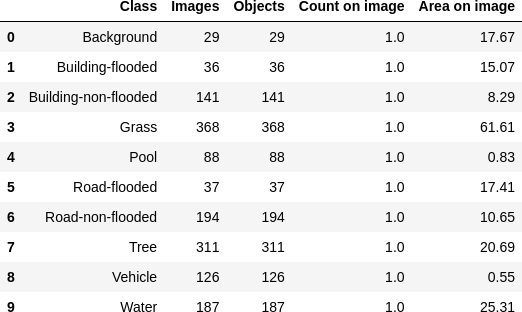 Class Images Objects Count on image Area on image
0 Background 29 29 1.0 17.67
1 Building-flooded 36 36 1.0 15.07
2 Building-non-flooded 141 141 1.0 8.29
3 Grass 368 368 1.0 61.61
4 Pool 88 88 1.0 0.83
5 Road-flooded 37 37 1.0 17.41
6 Road-non-flooded 194 194 1.0 10.65
7 Tree 311 311 1.0 20.69
8 Vehicle 126 126 1.0 0.55
9 Water 187 187 1.0 25.31